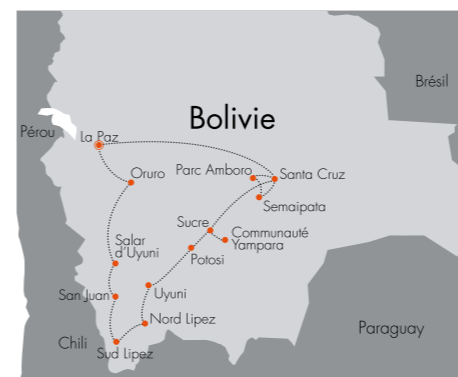 Brésil
Bolivie
Pérou
La Paz
Oruro
Parc Amboro
Santa Cruz
Semaipata
Sucre
Communauté
Yampara
Potosi
Salar
d'Uyuni
San Juan
Uyuni
Nord Lipez
Chili
Sud Lipez
Paraguay